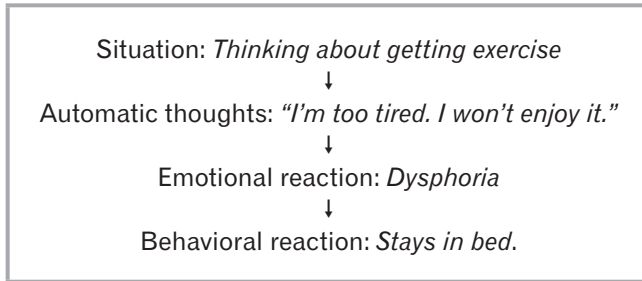 Situation: Thinking about getting exercise
↓
Automatic thoughts: “I’m too tired. I won’t enjoy it.”
↓
Emotional reaction: Dysphoria
↓
Behavioral reaction: Stays in bed.